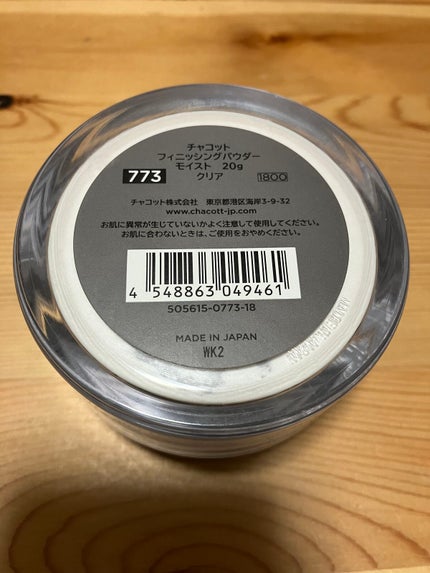 チャコット
フィニッシングパウダー
モイスト 20g
773 クリア 1800
チャコット株式会社 東京都港区海岸3-9-32
www.chacott-jp.com
お肌に異常が生じていないかよく注意して使用してください。
お肌に合わないときは、ご使用をおやめください。
4 548863 049461
505615-0773-18
MADE IN JAPAN
WK2